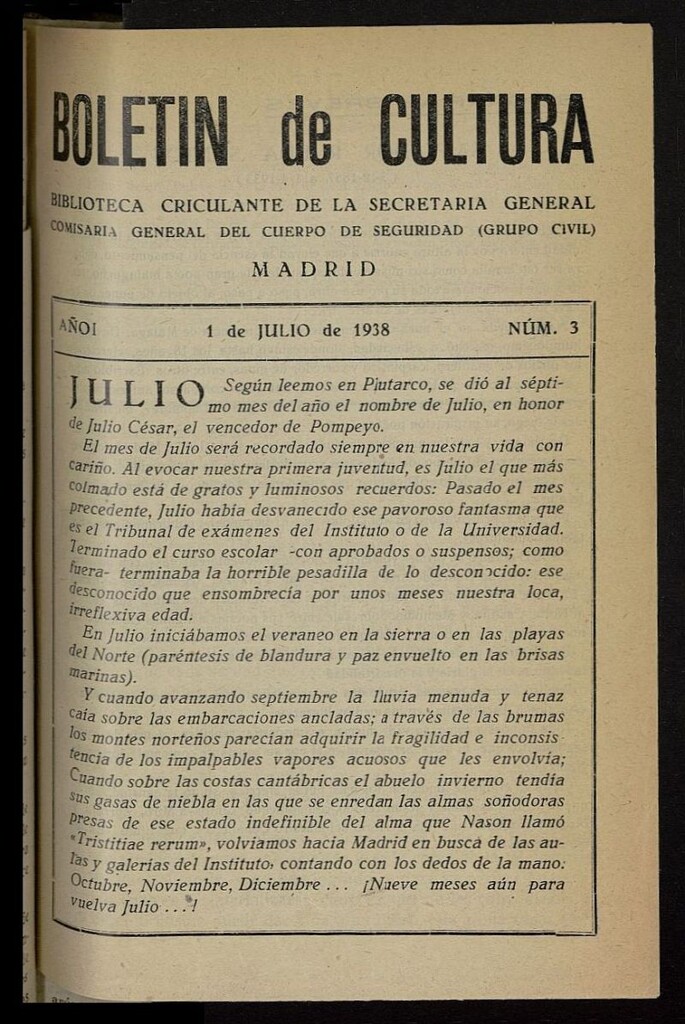 BOLETIN de CULTURA
BIBLIOTECA CRICULANTE DE LA SECRETARIA GENERAL
COMISARIA GENERAL DEL CUERPO DE SEGURIDAD (GRUPO CIVIL)
MADRID
AÑO I 1 de JULIO de 1938 NÚM. 3
JULIO Según leemos en Plutarco, se dió al sépti-
mo mes del año el nombre de Julio, en honor
de Julio César, el vencedor de Pompeyo.
El mes de Julio será recordado siempre en nuestra vida con
cariño. Al evocar nuestra primera juventud, es Julio el que más
colmado está de gratos y luminosos recuerdos: Pasado el mes
precedente, Julio había desvanecido ese pavoroso fantasma que
es el Tribunal de exámenes del Instituto o de la Universidad.
Terminado el curso escolar -con aprobados o suspensos; como
fuera- terminaba la horrible pesadilla de lo desconocido: ese
desconocido que ensombrecía por unos meses nuestra loca,
irreflexiva edad.
En Julio iniciábamos el veraneo en la sierra o en las playas
del Norte (paréntesis de blandura y paz envuelto en las brisas
marinas).
Y cuando avanzando septiembre la lluvia menuda y tenaz
caia sobre las embarcaciones ancladas; a través de las brumas
los montes norteños parecían adquirir la fragilidad e inconsis-
tencia de los impalpables vapores acuosos que les envolvia;
Cuando sobre las costas cantábricas el abuelo invierno tendía
sus gasas de niebla en las que se enredan las almas soñodoras
presas de ese estado indefinible del alma que Nason llamó
«Tristitiae rerum», volviamos hacia Madrid en busca de las au-
las y galerías del Instituto, contando con los dedos de la mano:
Octubre, Noviembre, Diciembre ... ¡Nueve meses aún para
vuelva Julio ...!